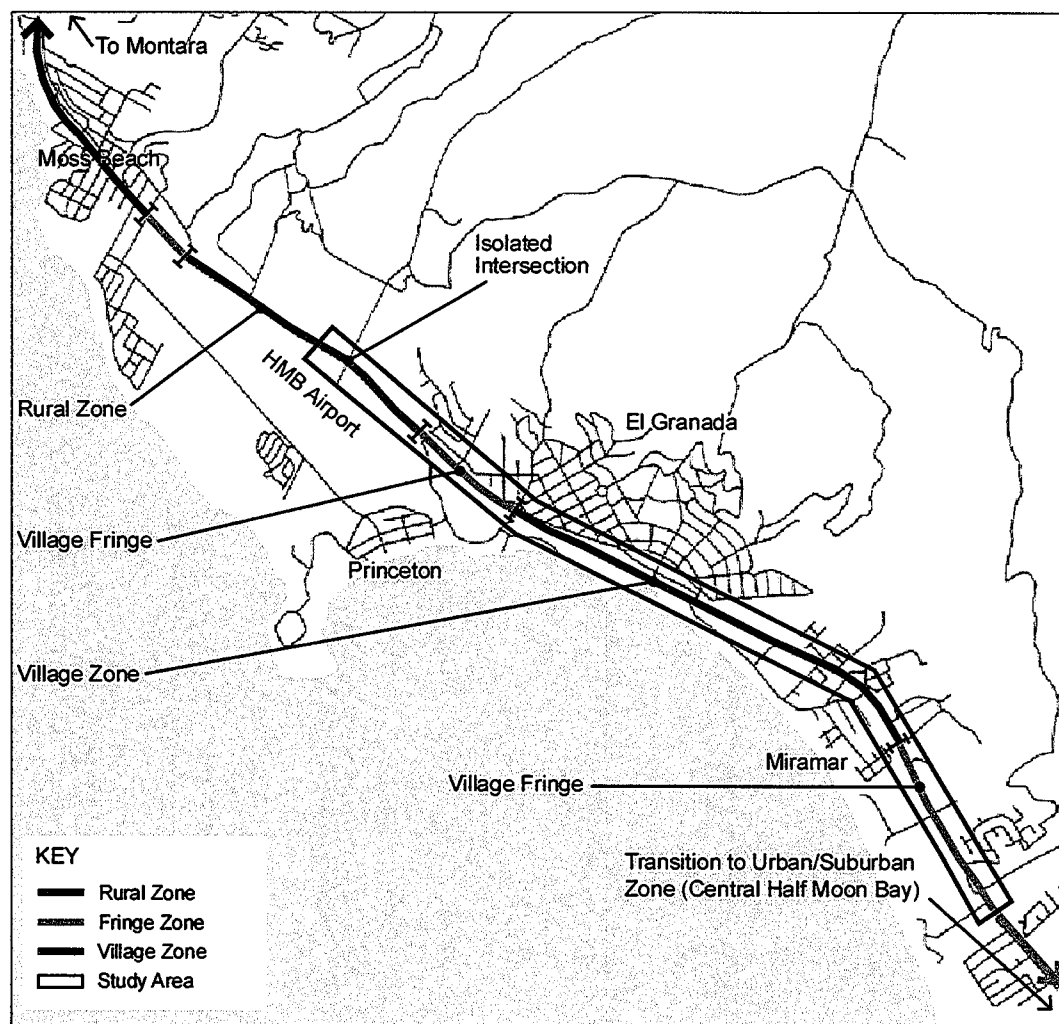 To Montara
Moss Beach
Isolated
Intersection
HMB Airport
Rural Zone
El Granada
Village Fringe
Princeton
Village Zone
Miramar
Village Fringe
Transition to Urban/Suburban
Zone (Central Half Moon Bay)
KEY
Rural Zone
Fringe Zone
Village Zone
Study Area